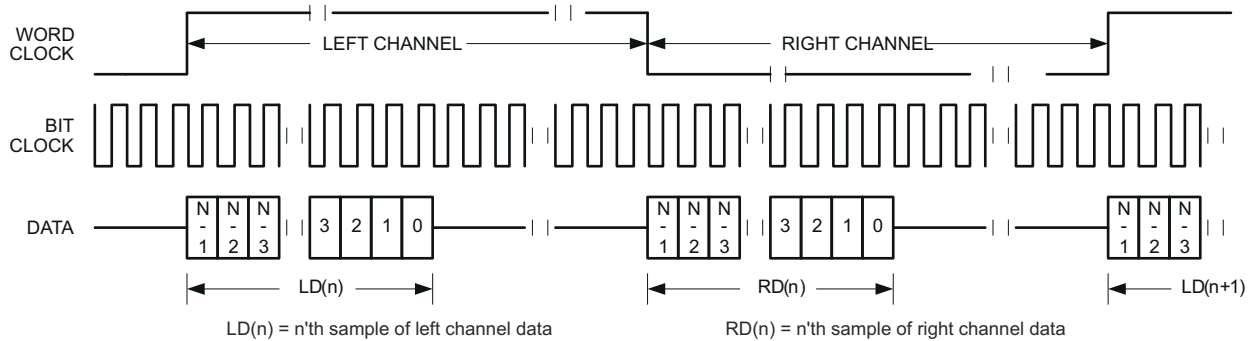 WORD
CLOCK
LEFT CHANNEL
RIGHT CHANNEL
BIT
CLOCK
DATA
N-1 N-2 N-3 3 2 1 0 N-1 N-2 N-3 3 2 1 0 N-1 N-2 N-3
LD(n) RD(n) LD(n+1)
LD(n) = n'th sample of left channel data
RD(n) = n'th sample of right channel data